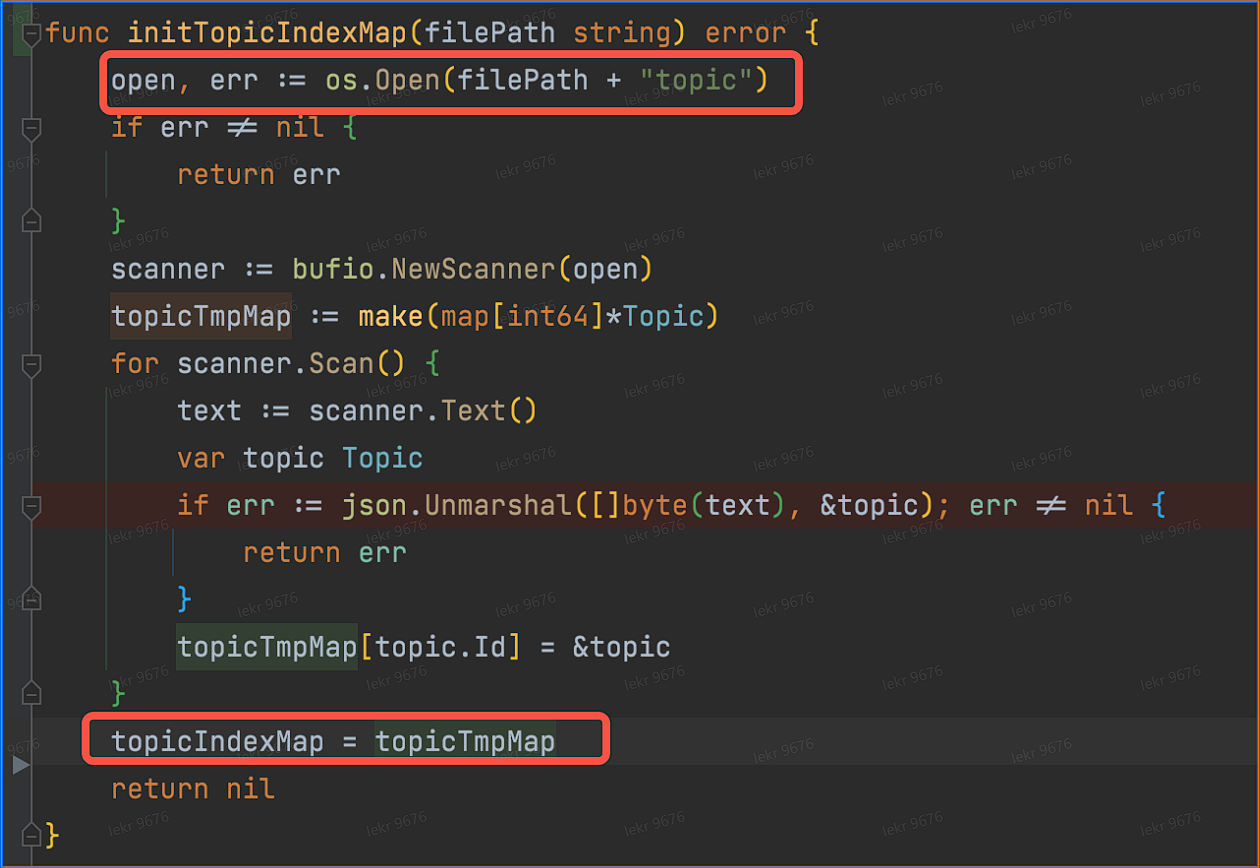 func initTopicIndexMap(filePath string) error {
    open, err := os.Open(filePath + "topic")
    if err ≠ nil {
        return err
    }
    scanner := bufio.NewScanner(open)
    topicTmpMap := make(map[int64]*Topic)
    for scanner.Scan() {
        text := scanner.Text()
        var topic Topic
        if err := json.Unmarshal([]byte(text), &topic); err ≠ nil {
            return err
        }
        topicTmpMap[topic.Id] = &topic
    }
    topicIndexMap = topicTmpMap
    return nil
}
lekr 9676